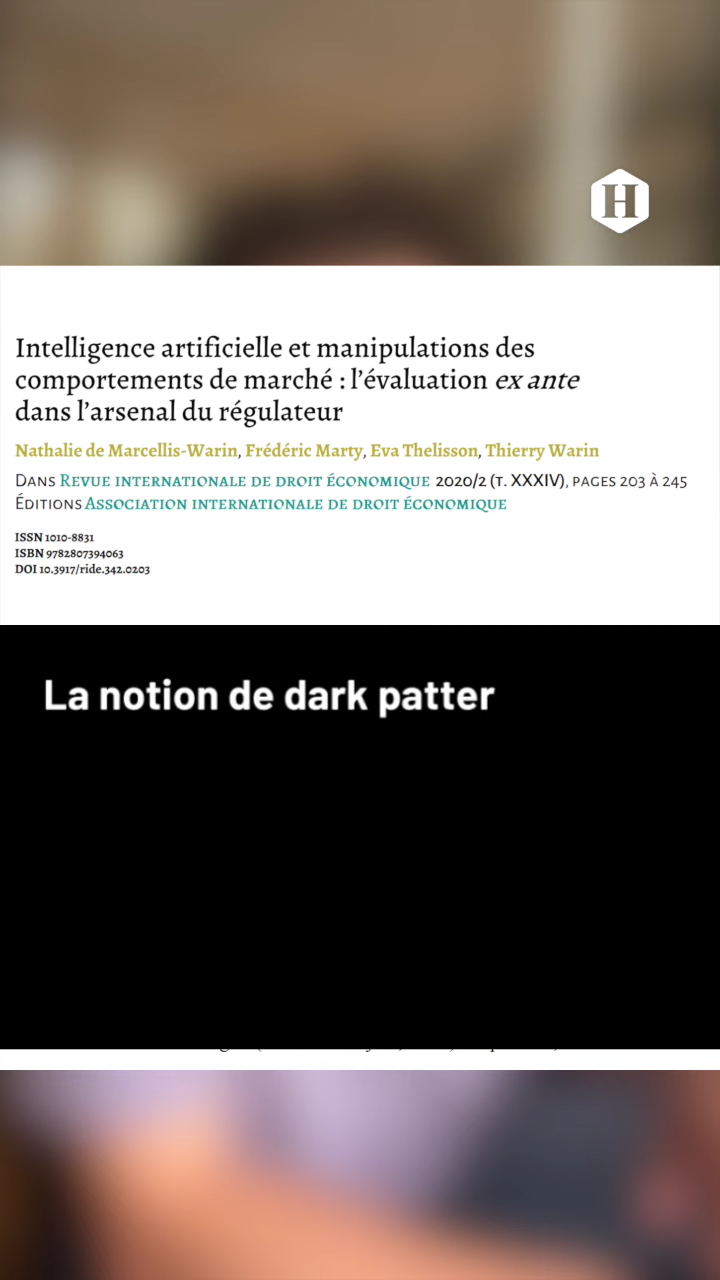 H
Intelligence artificielle et manipulations des
comportements de marché : l’évaluation ex ante
dans l’arsenal du régulateur
Nathalie de Marcellis-Warin, Frédéric Marty, Eva Thelisson, Thierry Warin
Dans Revue internationale de droit économique 2020/2 (t. XXXIV), pages 203 à 245
Éditions Association internationale de droit économique
ISSN 1010-8831
ISBN 9782807394063
DOI 10.3917/ride.342.0203
La notion de dark patter